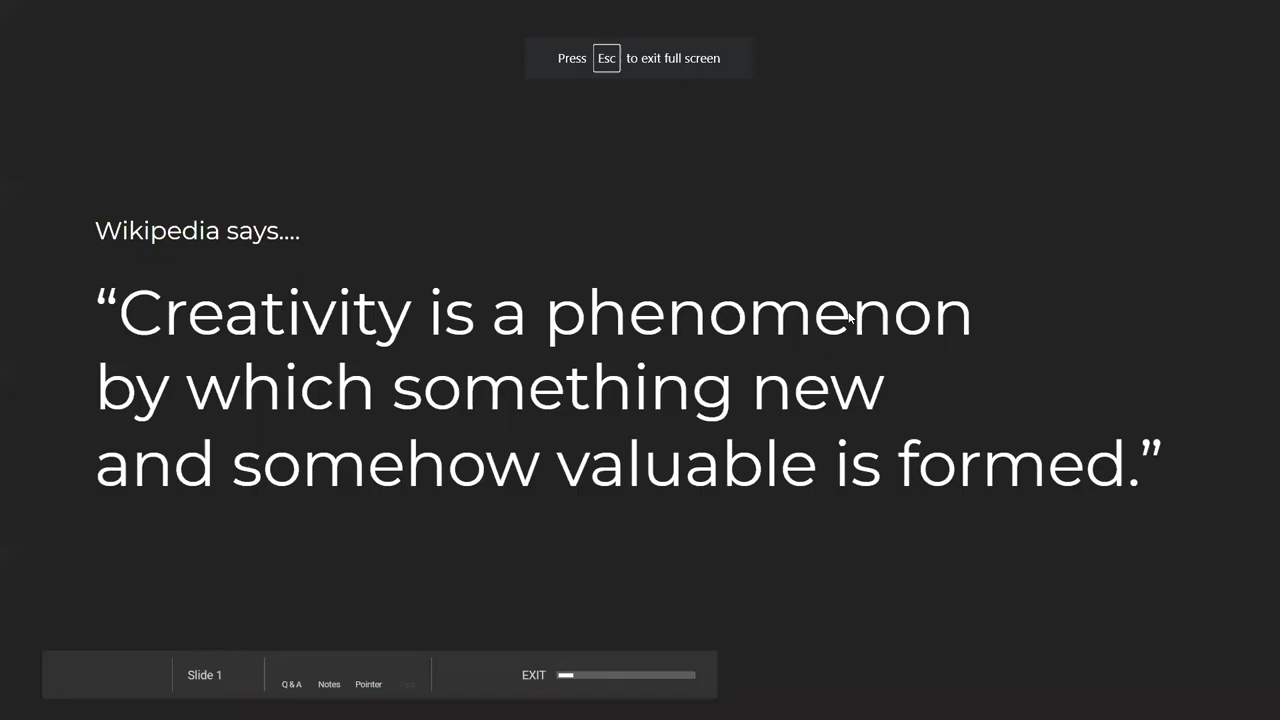 Press Esc to exit full screen
Wikipedia says....
“Creativity is a phenomenon
by which something new
and somehow valuable is formed.”
Slide 1
Q & A Notes Pointer
EXIT